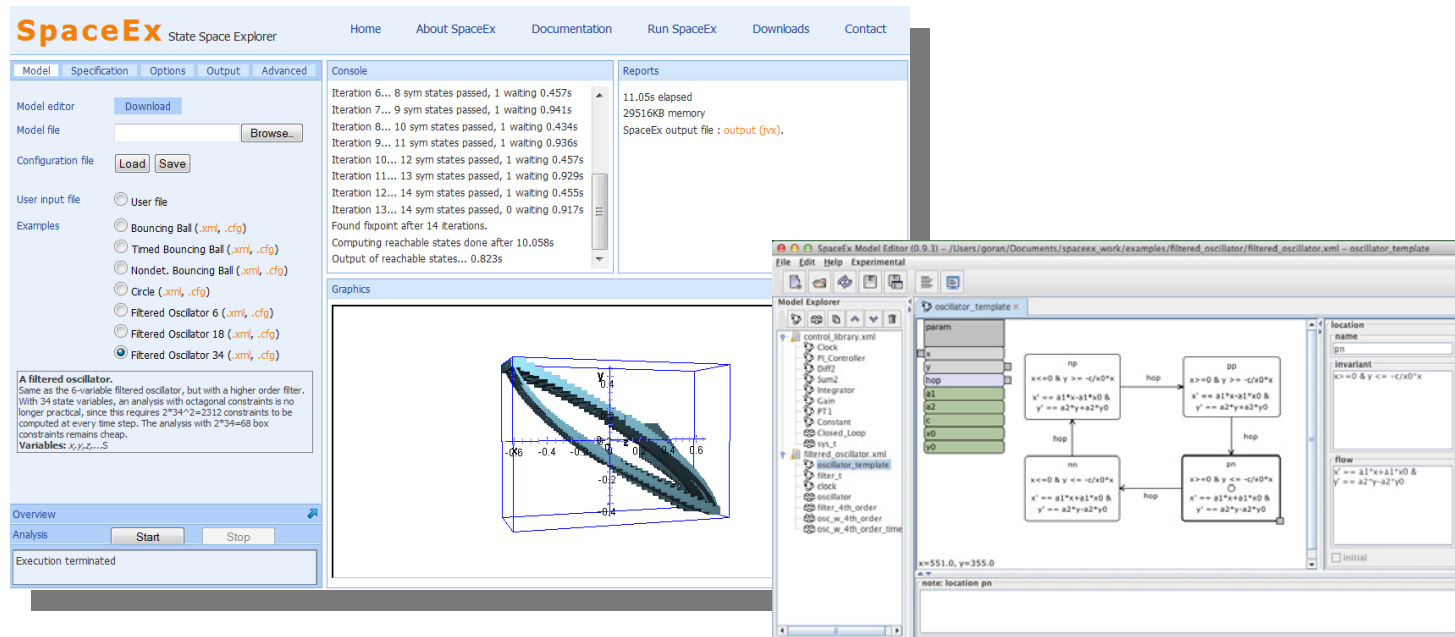 SpaceEx State Space Explorer
Home About SpaceEx Documentation Run SpaceEx Downloads Contact
Model Specification Options Output Advanced
Model editor Download
Model file Browse..
Configuration file Load Save
User input file User file
Examples Bouncing Ball (.xml, .cfg)
Timed Bouncing Ball (.xml, .cfg)
Nondet. Bouncing Ball (.xml, .cfg)
Circle (.xml, .cfg)
Filtered Oscillator 6 (.xml, .cfg)
Filtered Oscillator 18 (.xml, .cfg)
Filtered Oscillator 34 (.xml, .cfg)
A filtered oscillator.
Same as the 6-variable filtered oscillator, but with a higher order filter.
With 34 state variables, an analysis with octagonal constraints is no
longer practical, since this requires 2*34^2=2312 constraints to be
computed at every time step. The analysis with 2*34=68 box
constraints remains cheap.
Variables: x,y,z,...S
Overview
Analysis Start Stop
Execution terminated
Console
Iteration 6... 8 sym states passed, 1 waiting 0.457s
Iteration 7... 9 sym states passed, 1 waiting 0.941s
Iteration 8... 10 sym states passed, 1 waiting 0.434s
Iteration 9... 11 sym states passed, 1 waiting 0.936s
Iteration 10... 12 sym states passed, 1 waiting 0.457s
Iteration 11... 13 sym states passed, 1 waiting 0.929s
Iteration 12... 14 sym states passed, 1 waiting 0.455s
Iteration 13... 14 sym states passed, 0 waiting 0.917s
Found fixpoint after 14 iterations.
Computing reachable states done after 10.058s
Output of reachable states... 0.823s
Reports
11.05s elapsed
29516KB memory
SpaceEx output file : output (jvx).
Graphics
y
0.4
-0.4 0.4 0.6
-0.2
-0.4
SpaceEx Model Editor (0.9.3) - /Users/goran/Documents/spaceex_work/examples/filtered_oscillator/filtered_oscillator.xml - oscillator_template
File Edit Help Experimental
Model Explorer
control_library.xml
Clock
PI_Controller
Diff2
Sum2
Integrator
Gain
PT1
Constant
Closed_Loop
sys_t
filtered_oscillator.xml
oscillator_template
filter_t
clock
oscillator
filter_4th_order
osc_w_4th_order
osc_w_4th_order_time
oscillator_template
param
x
y
hop
a1
a2
c
x0
y0
np
x<=0 & y >= -c/x0*x
x' == a1*x-a1*x0 &
y' == a2*y+a2*y0
hop
pp
x>=0 & y >= -c/x0*x
x' == a1*x-a1*x0 &
y' == a2*y+a2*y0
hop
hop
nn
x<=0 & y <= -c/x0*x
x' == a1*x+a1*x0 &
y' == a2*y-a2*y0
hop
pn
x>=0 & y <= -c/x0*x
x' == a1*x+a1*x0 &
y' == a2*y-a2*y0
x=551.0, y=355.0
location
name
pn
invariant
x>=0 & y <= -c/x0*x
flow
x' == a1*x+a1*x0 &
y' == a2*y-a2*y0
initial
note: location pn